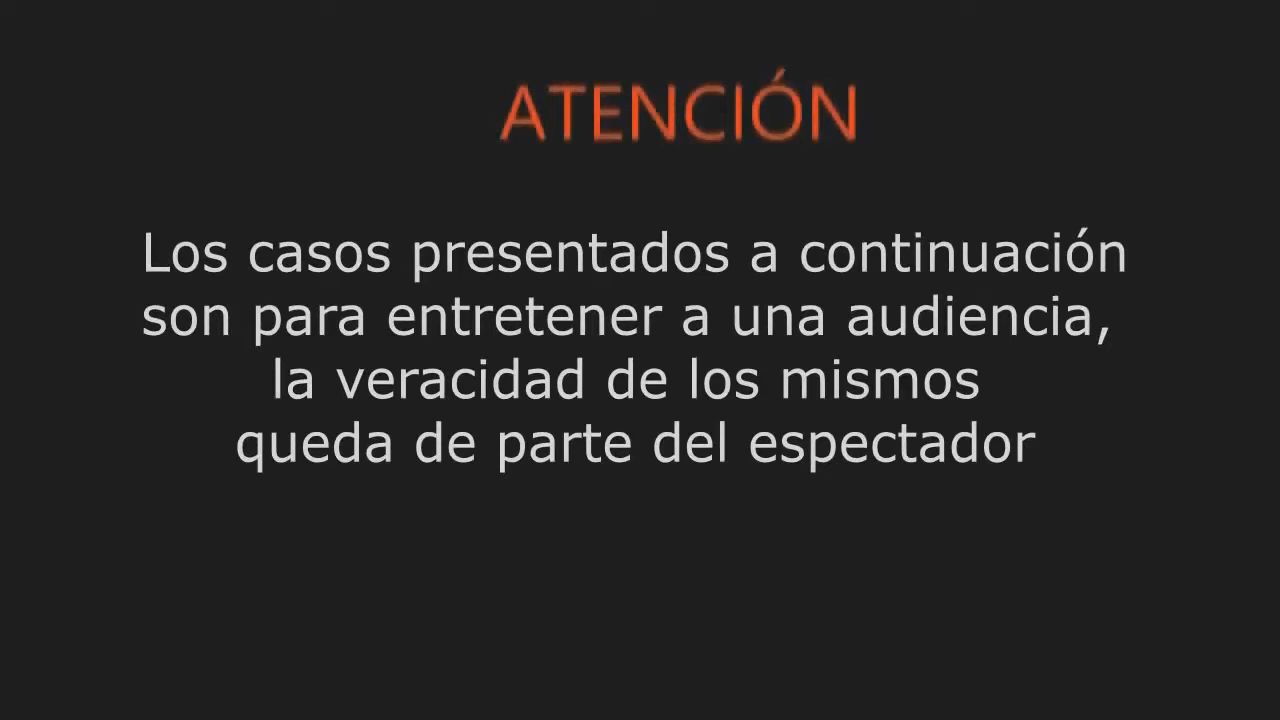 ATENCIÓN
Los casos presentados a continuación
son para entretener a una audiencia,
la veracidad de los mismos
queda de parte del espectador